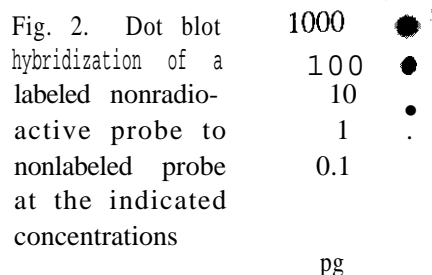 Fig. 2. Dot blot
hybridization of a
labeled nonradio-
active probe to
nonlabeled probe
at the indicated
concentrations
1000
100
10
1
0.1
pg